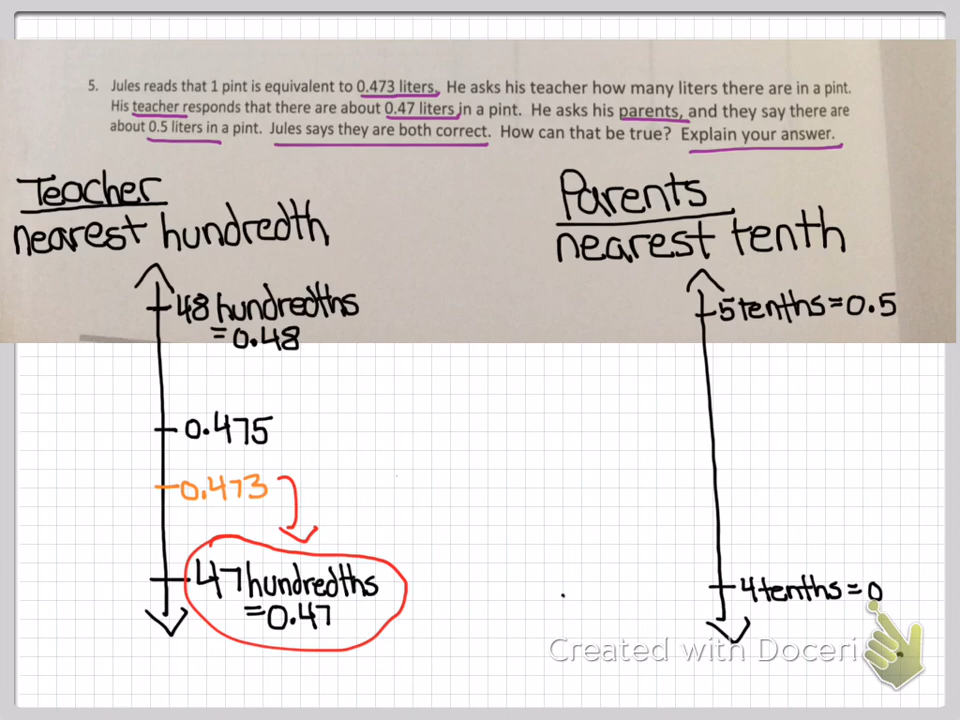 5. Jules reads that 1 pint is equivalent to 0.473 liters. He asks his teacher how many liters there are in a pint.
His teacher responds that there are about 0.47 liters in a pint. He asks his parents, and they say there are
about 0.5 liters in a pint. Jules says they are both correct. How can that be true? Explain your answer.
Teacher
nearest hundredth
48 hundredths
=0.48
0.475
0.473
47 hundredths
=0.47
Parents
nearest tenth
5 tenths=0.5
4 tenths=0
Created with Doceri